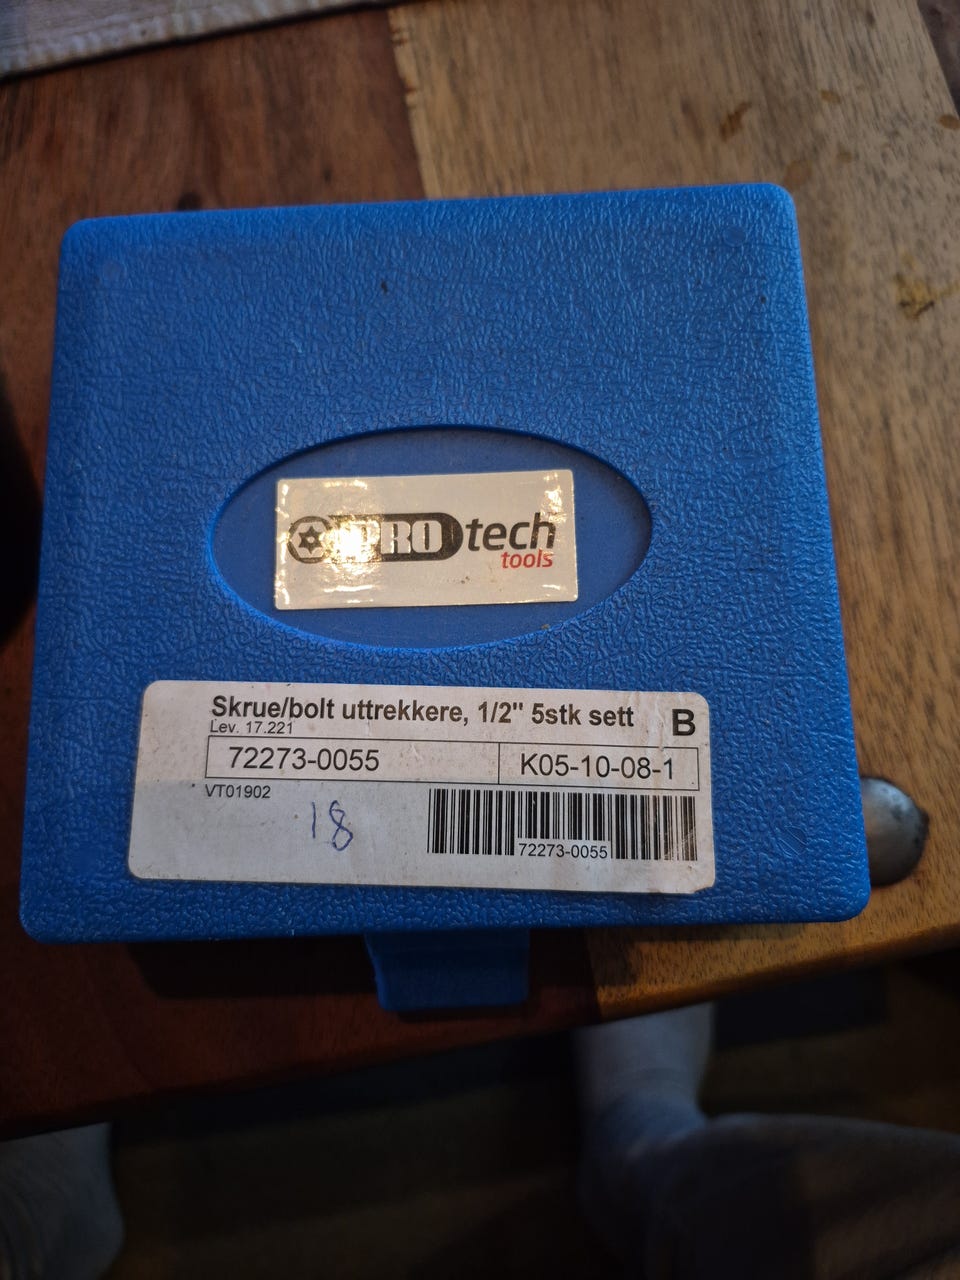 PRO tech
tools
Skrue/bolt uttrekkere, 1/2" 5stk sett B
Lev. 17.221
72273-0055 K05-10-08-1
VT01902
18
72273-0055